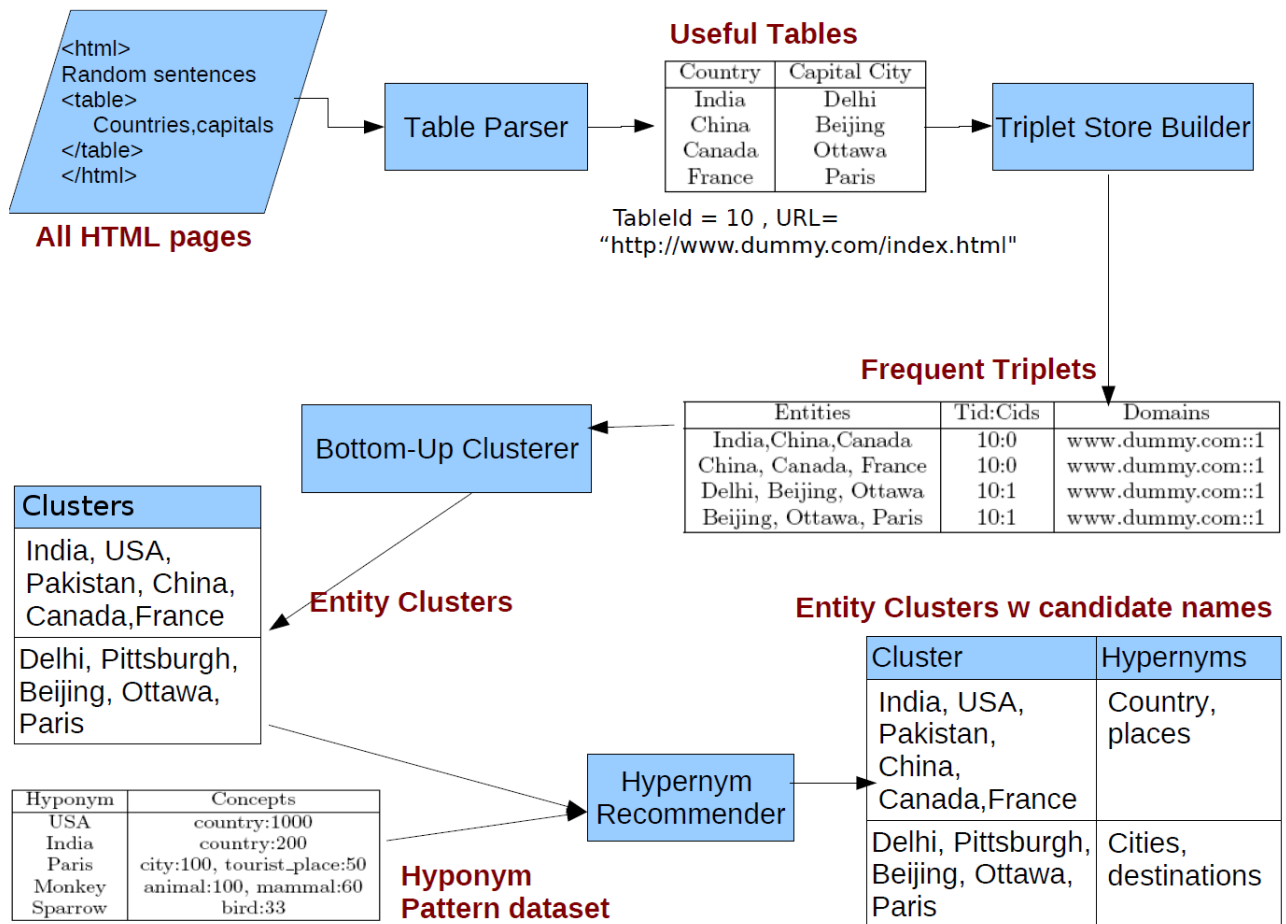 <html>
Random sentences
<table>
Countries,capitals
</table>
</html>
All HTML pages
Table Parser
Useful Tables
Country Capital City
India Delhi
China Beijing
Canada Ottawa
France Paris
TableId = 10 , URL=
“http://www.dummy.com/index.html"
Triplet Store Builder
Frequent Triplets
Entities Tid:Cids Domains
India,China,Canada 10:0 www.dummy.com::1
China, Canada, France 10:0 www.dummy.com::1
Delhi, Beijing, Ottawa 10:1 www.dummy.com::1
Beijing, Ottawa, Paris 10:1 www.dummy.com::1
Bottom-Up Clusterer
Clusters
India, USA,
Pakistan, China,
Canada,France
Delhi, Pittsburgh,
Beijing, Ottawa,
Paris
Entity Clusters
Hyponym Concepts
USA country:1000
India country:200
Paris city:100, tourist_place:50
Monkey animal:100, mammal:60
Sparrow bird:33
Hyponym
Pattern dataset
Hypernym
Recommender
Entity Clusters w candidate names
Cluster Hypernyms
India, USA, Country,
Pakistan, places
China,
Canada,France
Delhi, Pittsburgh, Cities,
Beijing, Ottawa, destinations
Paris